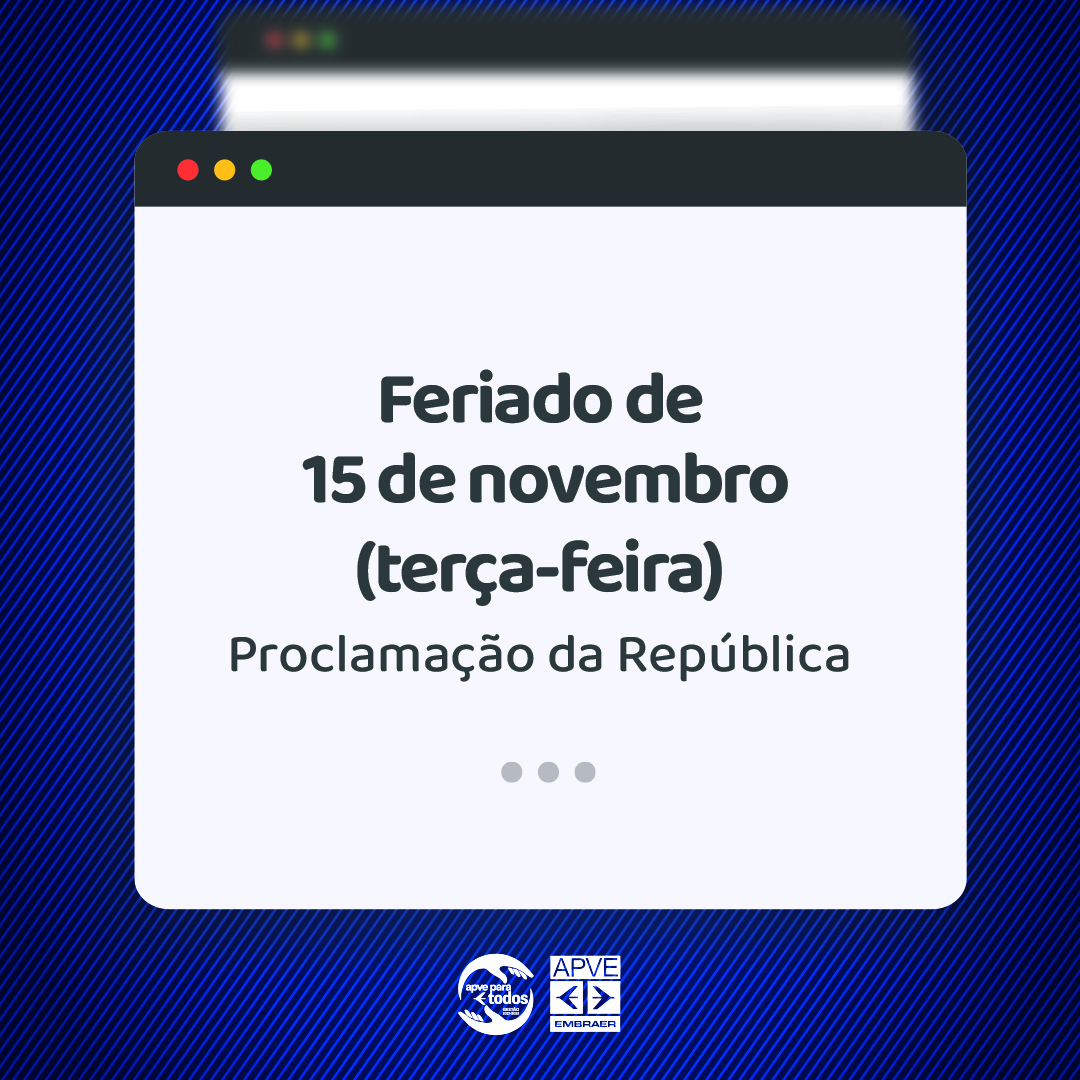 Feriado de
15 de novembro
(terça-feira)
Proclamação da República
apve para
todos
APVE
EMBRAER